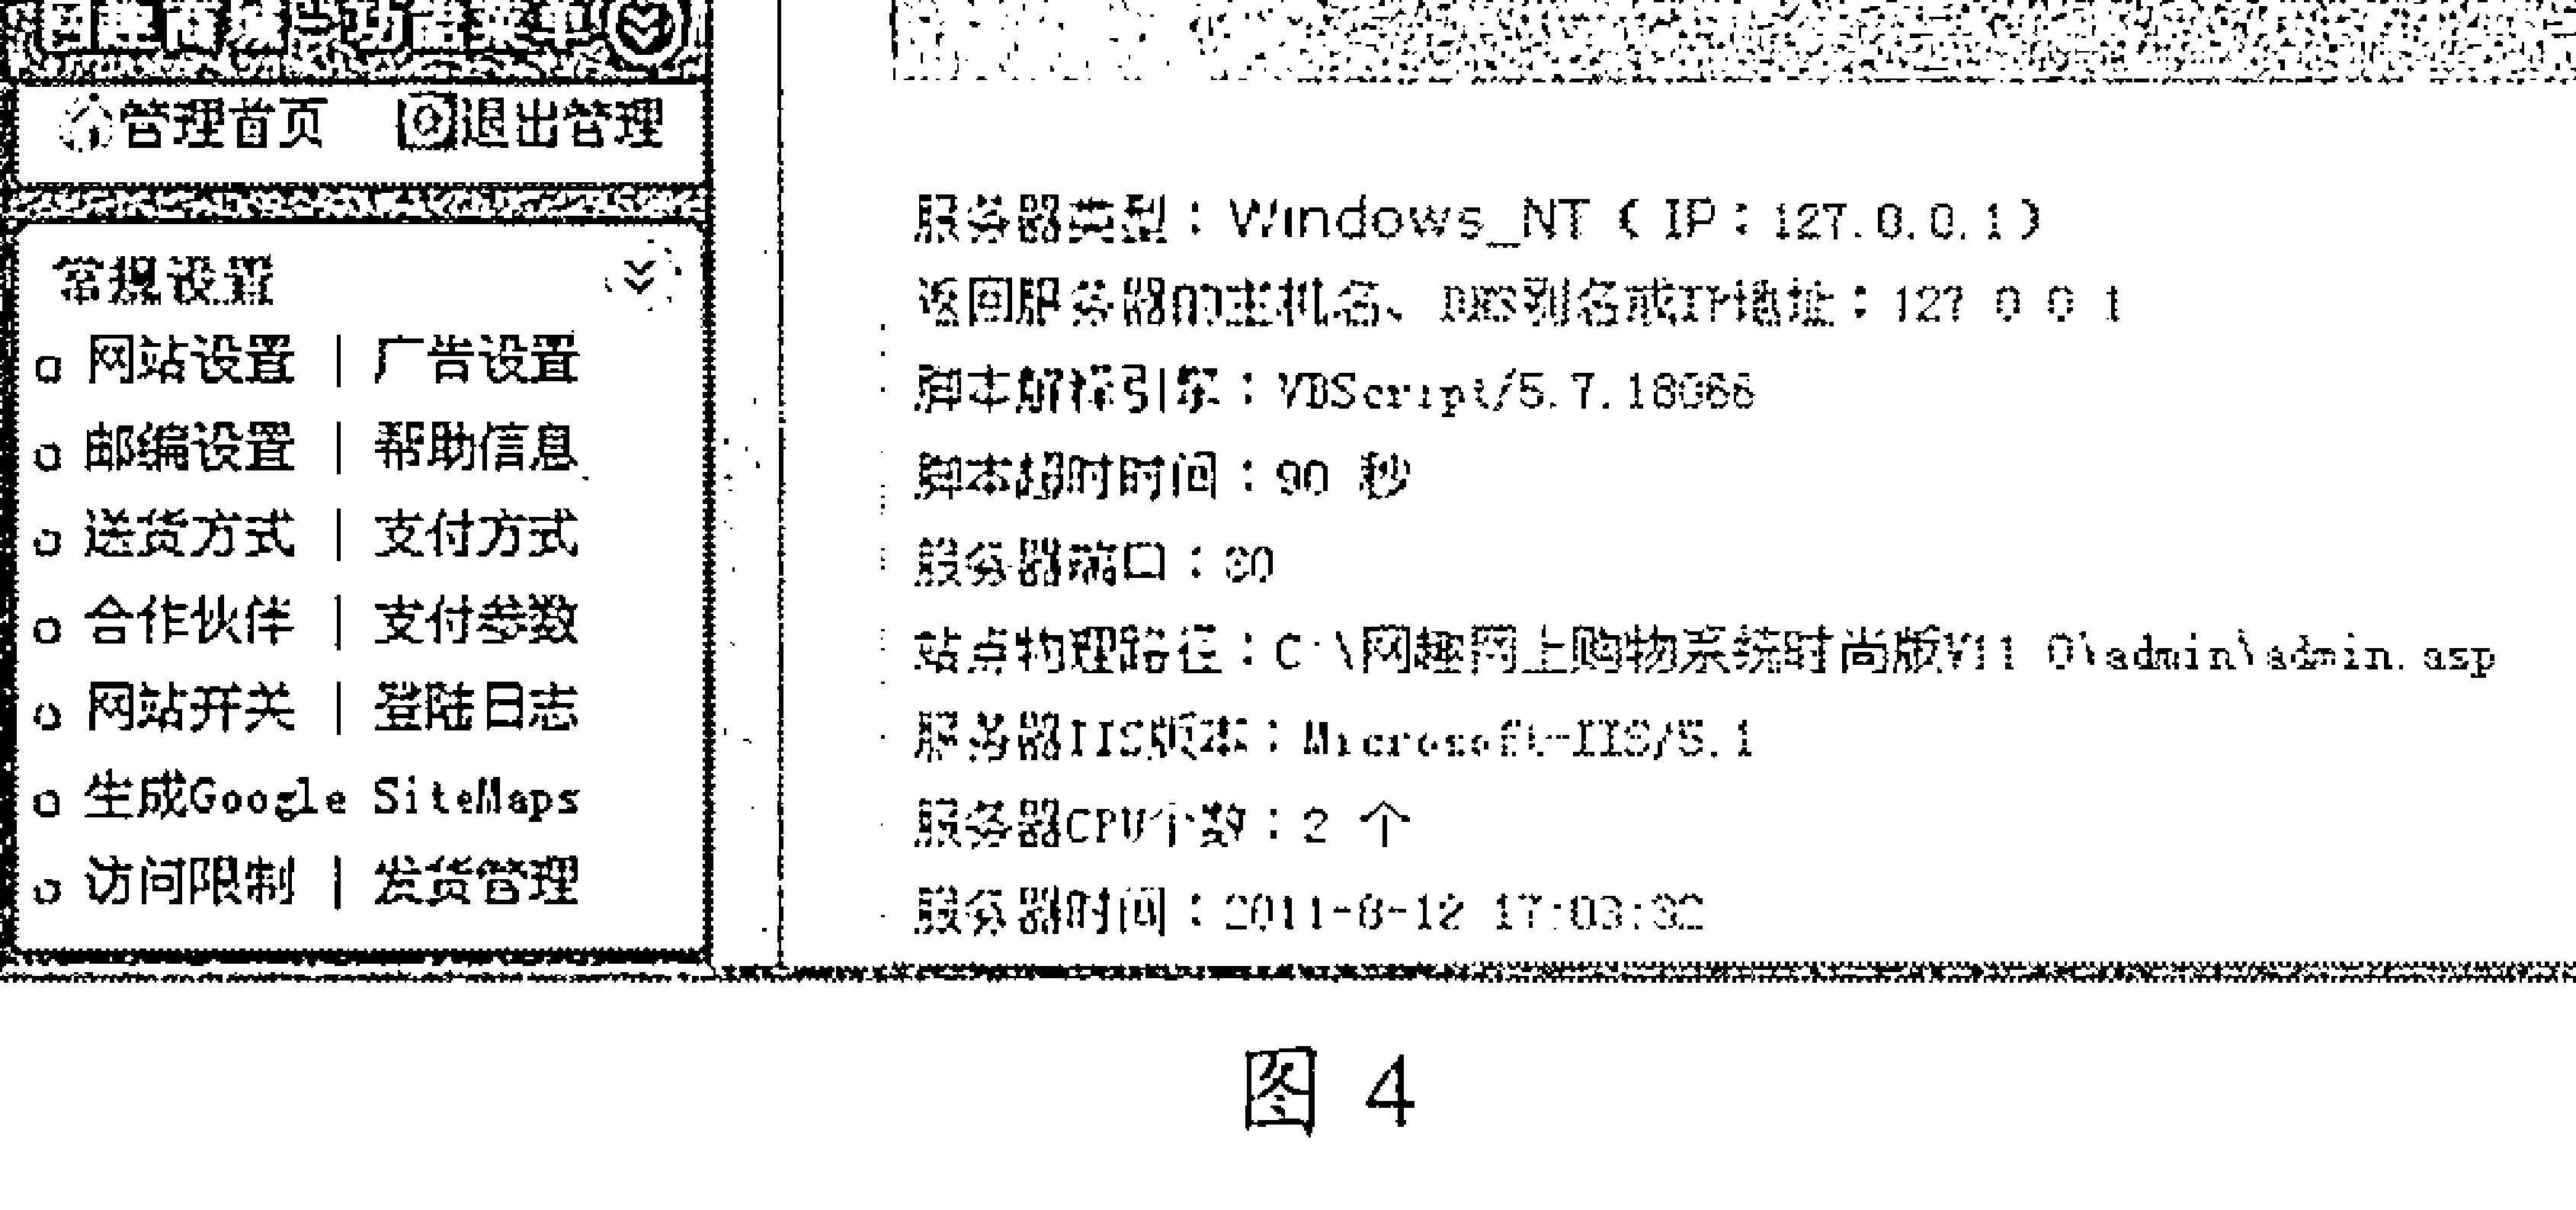 网趣商城 功能菜单
管理首页 退出管理
常规设置
网站设置 | 广告设置
邮编设置 | 帮助信息
送货方式 | 支付方式
合作伙伴 | 支付参数
网站开关 | 登陆日志
生成Google SiteMaps
访问限制 | 发货管理
服务器类型：Windows_NT（IP：127.0.0.1）
返回服务器的主机名、DNS别名或IP地址：127.0.0.1
脚本解释引擎：VBScript/5.7.18066
脚本超时时间：90 秒
服务器端口：80
站点物理路径：C:\网趣网上购物系统时尚版V11.0\admin\admin.asp
服务器IIS版本：Microsoft-IIS/5.1
服务器CPU个数：2 个
服务器时间：2011-8-12 17:03:32
图 4